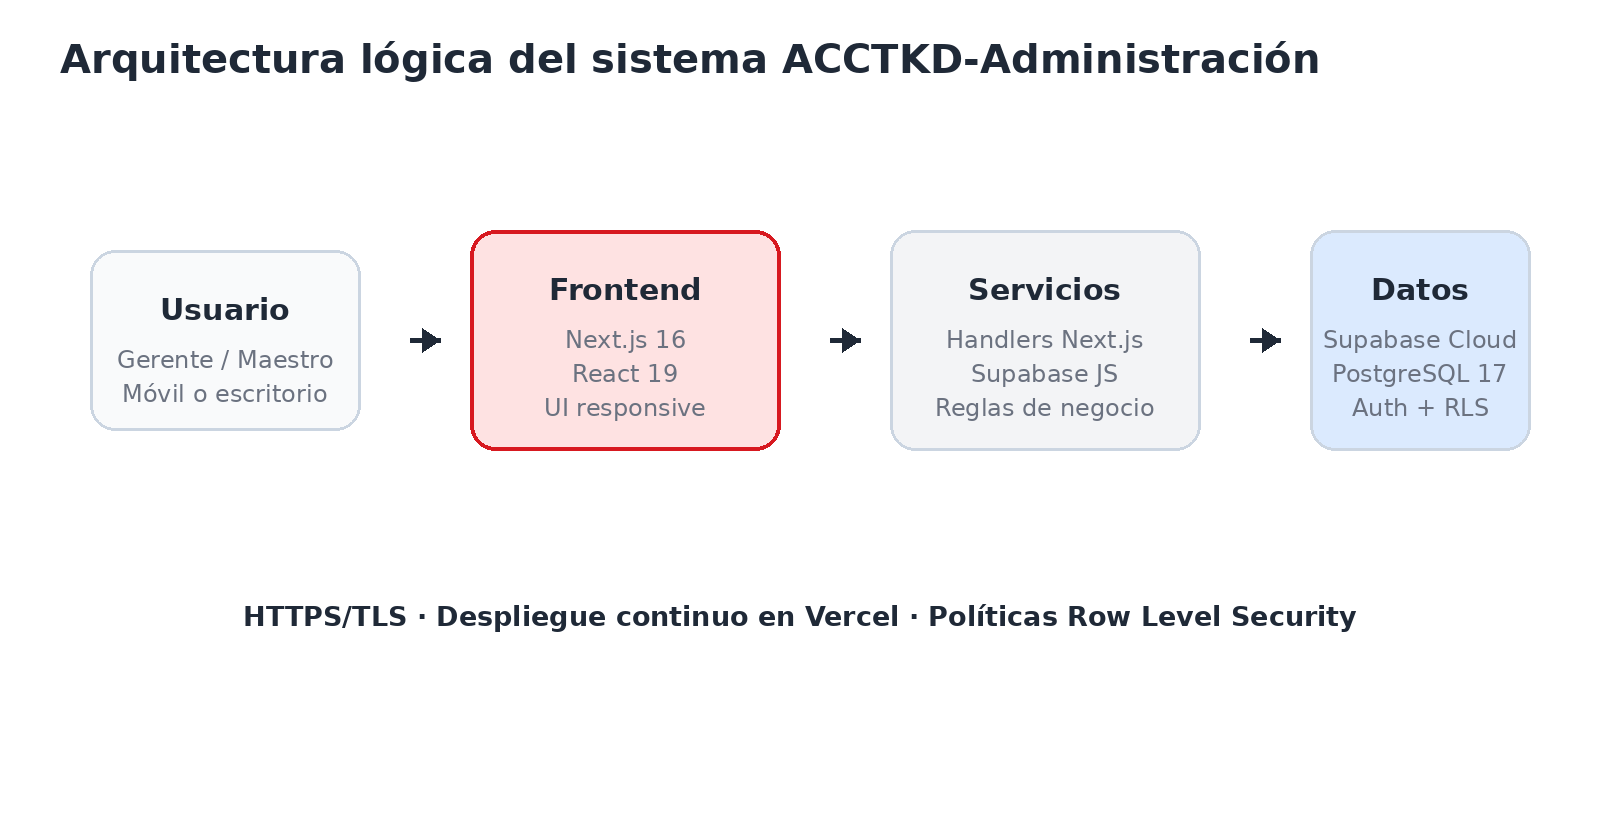 Arquitectura lógica del sistema ACCTKD-Administración
Usuario
Gerente / Maestro
Móvil o escritorio
Frontend
Next.js 16
React 19
UI responsive
Servicios
Handlers Next.js
Supabase JS
Reglas de negocio
Datos
Supabase Cloud
PostgreSQL 17
Auth + RLS
HTTPS/TLS · Despliegue continuo en Vercel · Políticas Row Level Security